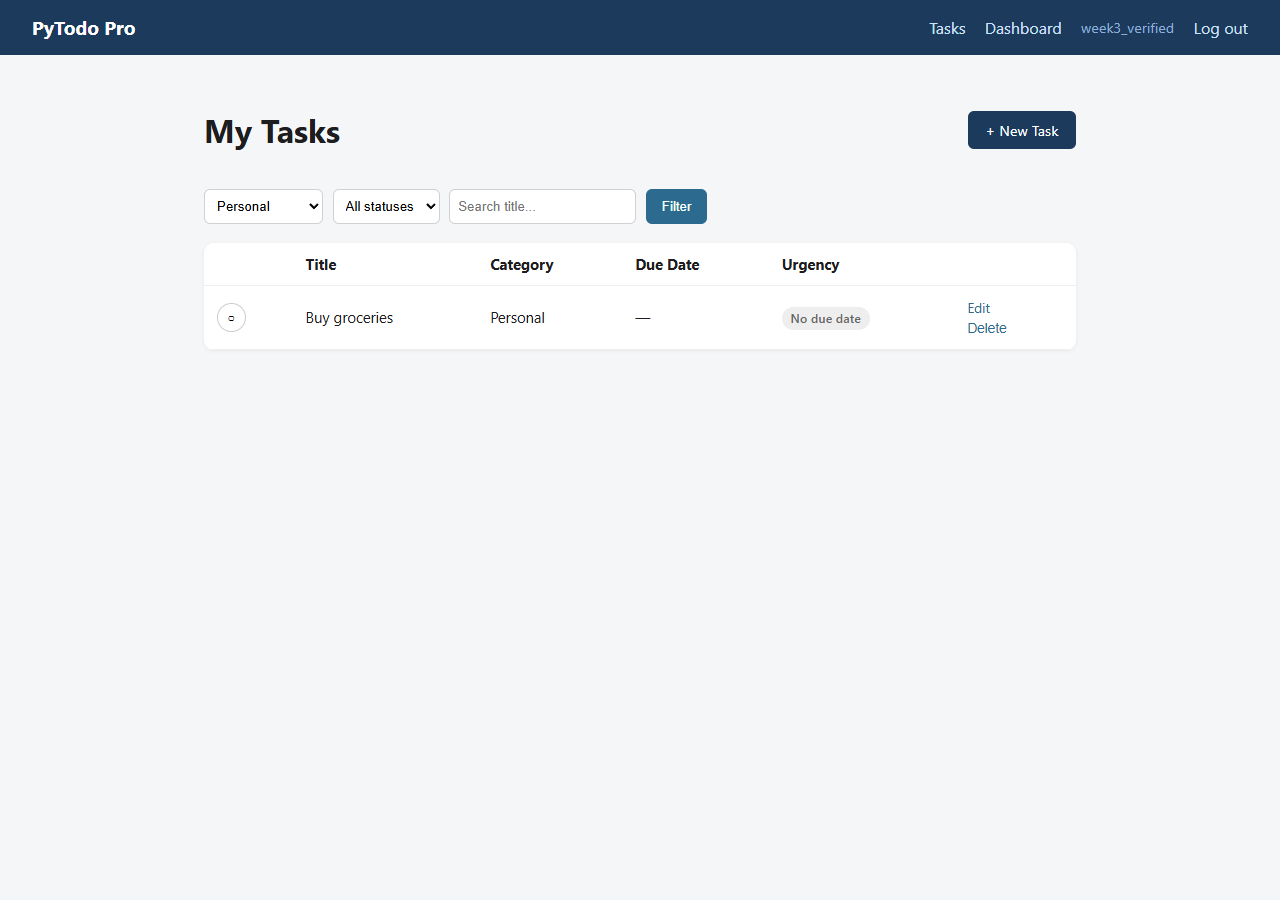 PyTodo Pro
Tasks Dashboard week3_verified Log out
My Tasks
+ New Task
Personal All statuses Search title... Filter
Title Category Due Date Urgency
Buy groceries Personal — No due date Edit
Delete